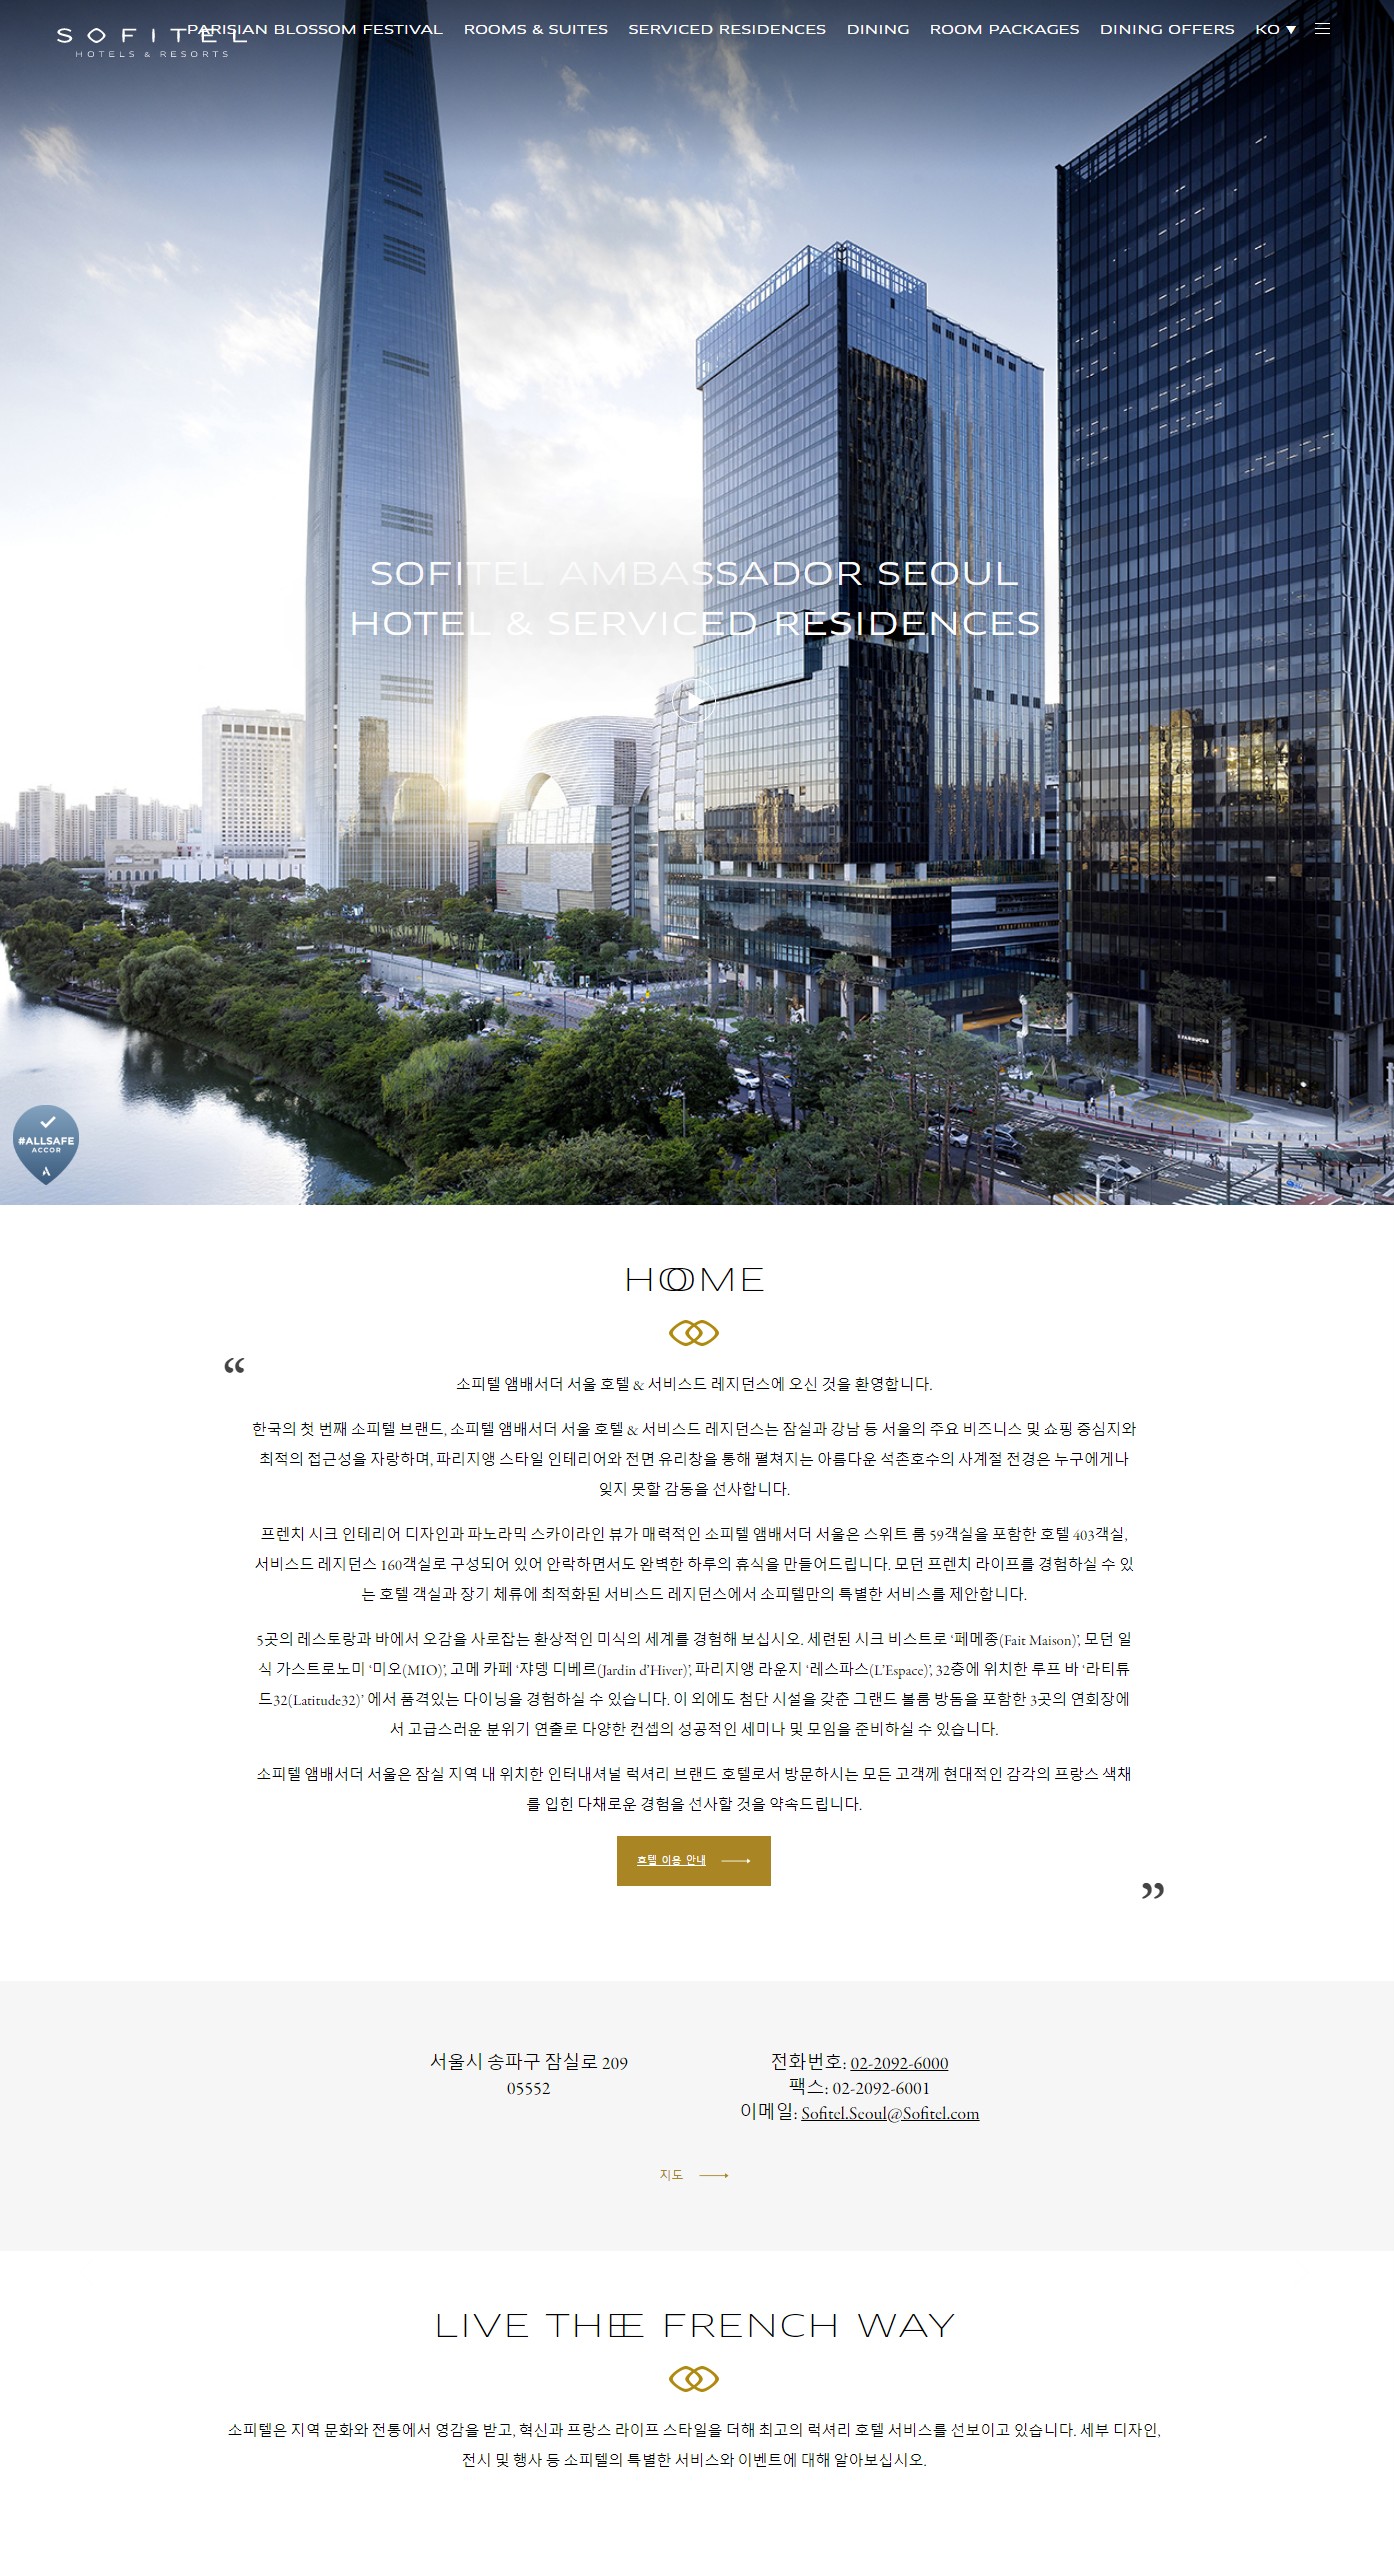 SOFITEL
HOTELS & RESORTS
PARISIAN BLOSSOM FESTIVAL ROOMS & SUITES SERVICED RESIDENCES DINING ROOM PACKAGES DINING OFFERS KO
SOFITEL AMBASSADOR SEOUL
HOTEL & SERVICED RESIDENCES
STARBUCKS
#ALLSAFE
ACCOR
HOME
“
소피텔 앰배서더 서울 호텔 & 서비스드 레지던스에 오신 것을 환영합니다.
한국의 첫 번째 소피텔 브랜드, 소피텔 앰배서더 서울 호텔 & 서비스드 레지던스는 잠실과 강남 등 서울의 주요 비즈니스 및 쇼핑 중심지와
최적의 접근성을 자랑하며, 파리지앵 스타일 인테리어와 전면 유리창을 통해 펼쳐지는 아름다운 석촌호수의 사계절 전경은 누구에게나
잊지 못할 감동을 선사합니다.
프렌치 시크 인테리어 디자인과 파노라믹 스카이라인 뷰가 매력적인 소피텔 앰배서더 서울은 스위트 룸 59객실을 포함한 호텔 403객실,
서비스드 레지던스 160객실로 구성되어 있어 안락하면서도 완벽한 하루의 휴식을 만들어드립니다. 모던 프렌치 라이프를 경험하실 수 있
는 호텔 객실과 장기 체류에 최적화된 서비스드 레지던스에서 소피텔만의 특별한 서비스를 제안합니다.
5곳의 레스토랑과 바에서 오감을 사로잡는 환상적인 미식의 세계를 경험해 보십시오. 세련된 시크 비스트로 ‘페메종(Fait Maison)’, 모던 일
식 가스트로노미 ‘미오(MIO)’, 고메 카페 ‘쟈뎅 디베르(Jardin d’Hiver)’, 파리지앵 라운지 ‘레스파스(L’Espace)’, 32층에 위치한 루프 바 ‘라티튜
드32(Latitude32)’ 에서 품격있는 다이닝을 경험하실 수 있습니다. 이 외에도 첨단 시설을 갖춘 그랜드 볼룸 방돔을 포함한 3곳의 연회장에
서 고급스러운 분위기 연출로 다양한 컨셉의 성공적인 세미나 및 모임을 준비하실 수 있습니다.
소피텔 앰배서더 서울은 잠실 지역 내 위치한 인터내셔널 럭셔리 브랜드 호텔로서 방문하시는 모든 고객께 현대적인 감각의 프랑스 색채
를 입힌 다채로운 경험을 선사할 것을 약속드립니다.
호텔 이용 안내
”
서울시 송파구 잠실로 209
05552
전화번호: 02-2092-6000
팩스: 02-2092-6001
이메일: Sofitel.Seoul@Sofitel.com
지도
LIVE THE FRENCH WAY
소피텔은 지역 문화와 전통에서 영감을 받고, 혁신과 프랑스 라이프 스타일을 더해 최고의 럭셔리 호텔 서비스를 선보이고 있습니다. 세부 디자인,
전시 및 행사 등 소피텔의 특별한 서비스와 이벤트에 대해 알아보십시오.